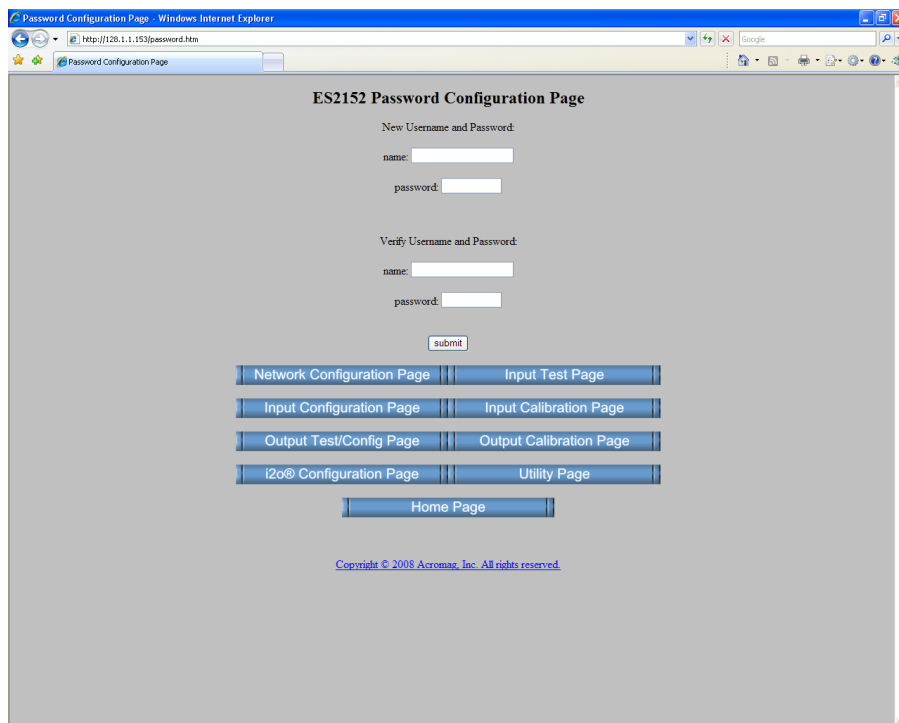 Password Configuration Page - Windows Internet Explorer
http://128.1.1.153/password.htm
Google
Password Configuration Page
ES2152 Password Configuration Page
New Username and Password:
name:
password:
Verify Username and Password:
name:
password:
submit
Network Configuration Page
Input Test Page
Input Configuration Page
Input Calibration Page
Output Test/Config Page
Output Calibration Page
i2o® Configuration Page
Utility Page
Home Page
Copyright © 2008 Acromag, Inc. All rights reserved.